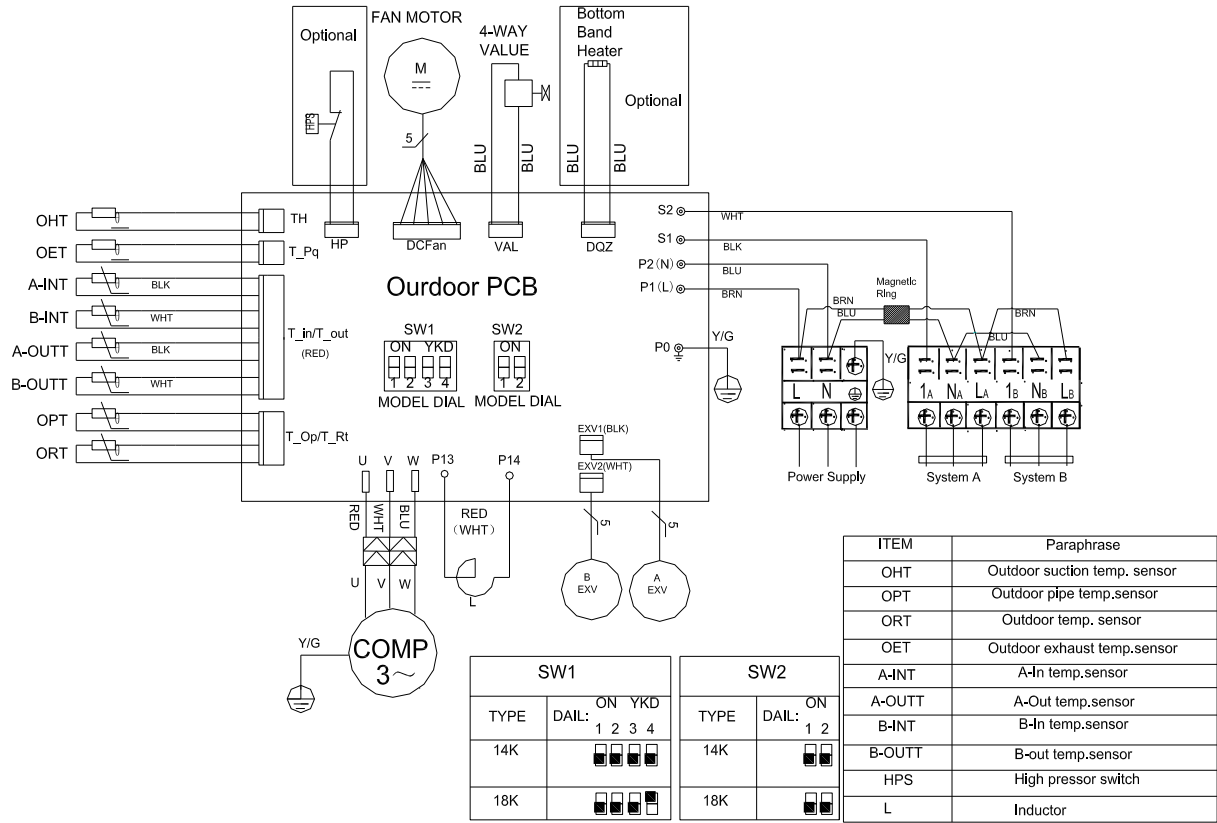 Optional
FAN MOTOR
M
5
4-WAY
VALUE
Bottom
Band
Heater
Optional
HPS
BLU
BLU
BLU
BLU
HP
DCFan
VAL
DQZ
OHT
OET
A-INT
BLK
B-INT
WHT
A-OUTT
BLK
B-OUTT
WHT
OPT
ORT
TH
T_Pq
T_in/T_out
(RED)
T_Op/T_Rt
Ourdoor PCB
SW1
ON YKD
1 2 3 4
MODEL DIAL
SW2
ON
1 2
MODEL DIAL
S2
WHT
S1
BLK
P2(N)
BLU
P1(L)
BRN
P0
Y/G
Magnetic
Ring
BRN
BLU
BRN
BLU
Y/G
L N
1A NA LA 1B NB LB
Power Supply
System A
System B
EXV1(BLK)
EXV2(WHT)
5
5
B
EXV
A
EXV
U V W
P13
P14
RED
WHT
BLU
RED
(WHT)
L
U V W
COMP
3~
Y/G
SW1
TYPE
DAIL:
ON YKD
1 2 3 4
14K
18K
SW2
TYPE
DAIL:
ON
1 2
14K
18K
ITEM Paraphrase
OHT Outdoor suction temp. sensor
OPT Outdoor pipe temp.sensor
ORT Outdoor temp. sensor
OET Outdoor exhaust temp.sensor
A-INT A-In temp.sensor
A-OUTT A-Out temp.sensor
B-INT B-In temp.sensor
B-OUTT B-out temp.sensor
HPS High pressor switch
L Inductor